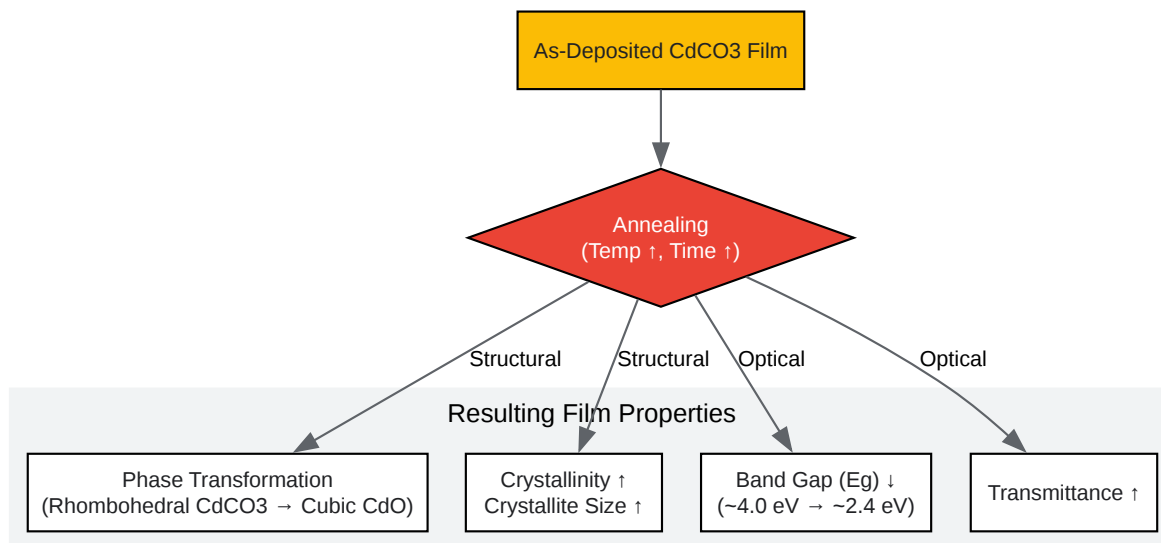 As-Deposited CdCO3 Film
Annealing
(Temp ↑, Time ↑)
Structural
Structural
Optical
Optical
Resulting Film Properties
Phase Transformation
(Rhombohedral CdCO3 → Cubic CdO)
Crystallinity ↑
Crystallite Size ↑
Band Gap (Eg) ↓
(~4.0 eV → ~2.4 eV)
Transmittance ↑